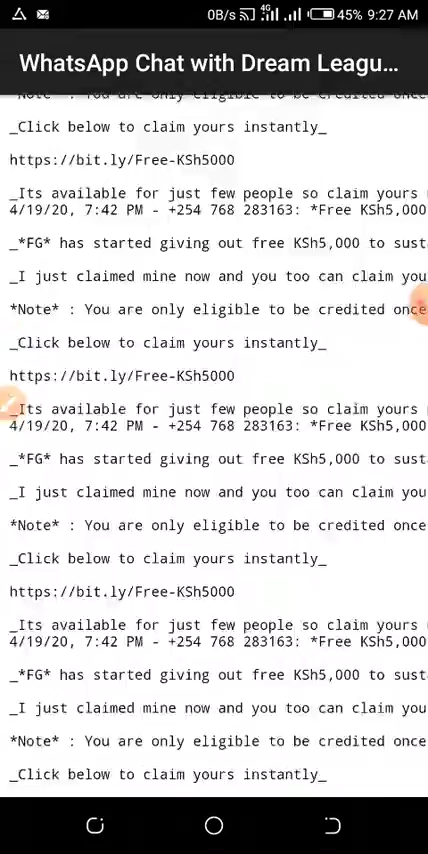 0B/s 4G 45% 9:27 AM
WhatsApp Chat with Dream Leagu...
*Note* : You are only eligible to be credited once
_Click below to claim yours instantly_
https://bit.ly/Free-KSh5000
_Its available for just few people so claim yours
4/19/20, 7:42 PM - +254 768 283163: *Free KSh5,000
_*FG* has started giving out free KSh5,000 to sust
_I just claimed mine now and you too can claim you
*Note* : You are only eligible to be credited once
_Click below to claim yours instantly_
https://bit.ly/Free-KSh5000
_Its available for just few people so claim yours
4/19/20, 7:42 PM - +254 768 283163: *Free KSh5,000
_*FG* has started giving out free KSh5,000 to sust
_I just claimed mine now and you too can claim you
*Note* : You are only eligible to be credited once
_Click below to claim yours instantly_
https://bit.ly/Free-KSh5000
_Its available for just few people so claim yours
4/19/20, 7:42 PM - +254 768 283163: *Free KSh5,000
_*FG* has started giving out free KSh5,000 to sust
_I just claimed mine now and you too can claim you
*Note* : You are only eligible to be credited once
_Click below to claim yours instantly_